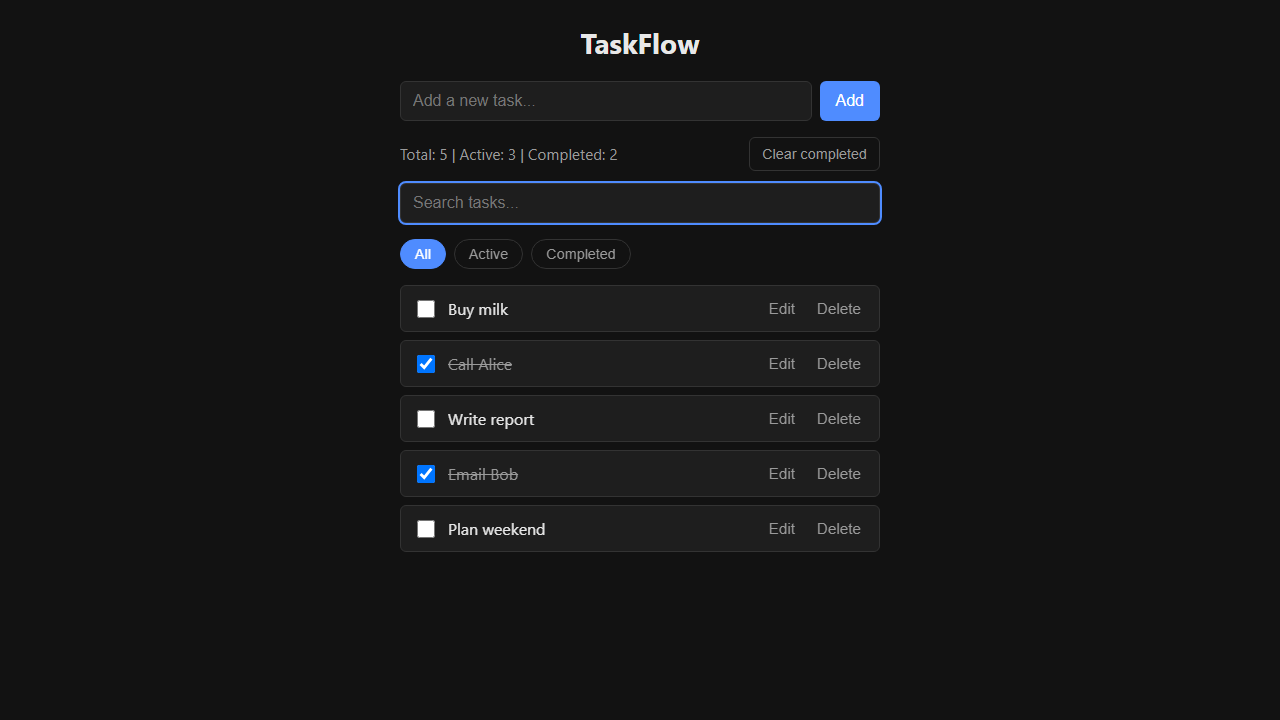 TaskFlow
Add a new task...
Add
Total: 5 | Active: 3 | Completed: 2
Clear completed
Search tasks...
All
Active
Completed
Buy milk
Edit
Delete
Call Alice
Edit
Delete
Write report
Edit
Delete
Email Bob
Edit
Delete
Plan weekend
Edit
Delete